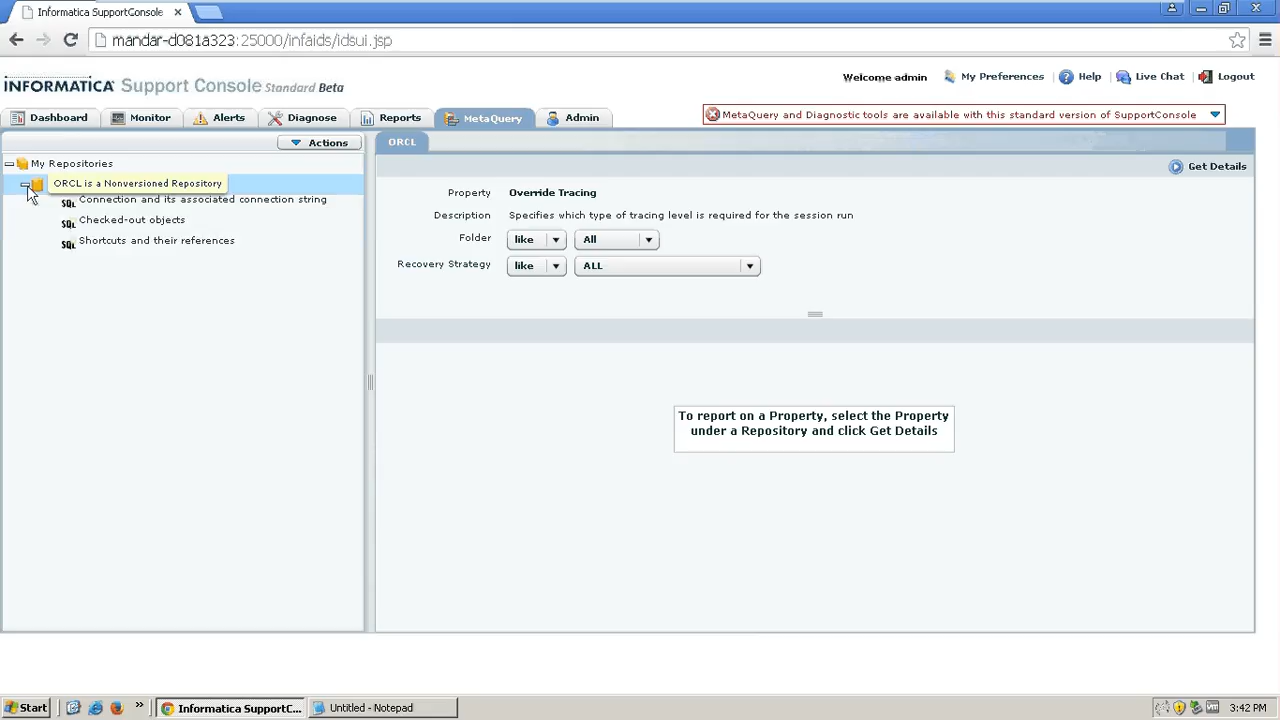 Informatica SupportConsole
mandar-d081a323:25000/infaids/idsui.jsp
INFORMATICA Support Console Standard Beta
Welcome admin
My Preferences
Help
Live Chat
Logout
Dashboard
Monitor
Alerts
Diagnose
Reports
MetaQuery
Admin
MetaQuery and Diagnostic tools are available with this standard version of SupportConsole
Actions
ORCL
My Repositories
ORCL is a Nonversioned Repository
SQL Connection and its associated connection string
SQL Checked-out objects
SQL Shortcuts and their references
Get Details
Property Override Tracing
Description Specifies which type of tracing level is required for the session run
Folder like All
Recovery Strategy like ALL
To report on a Property, select the Property
under a Repository and click Get Details
Start
Informatica SupportC...
Untitled - Notepad
3:42 PM